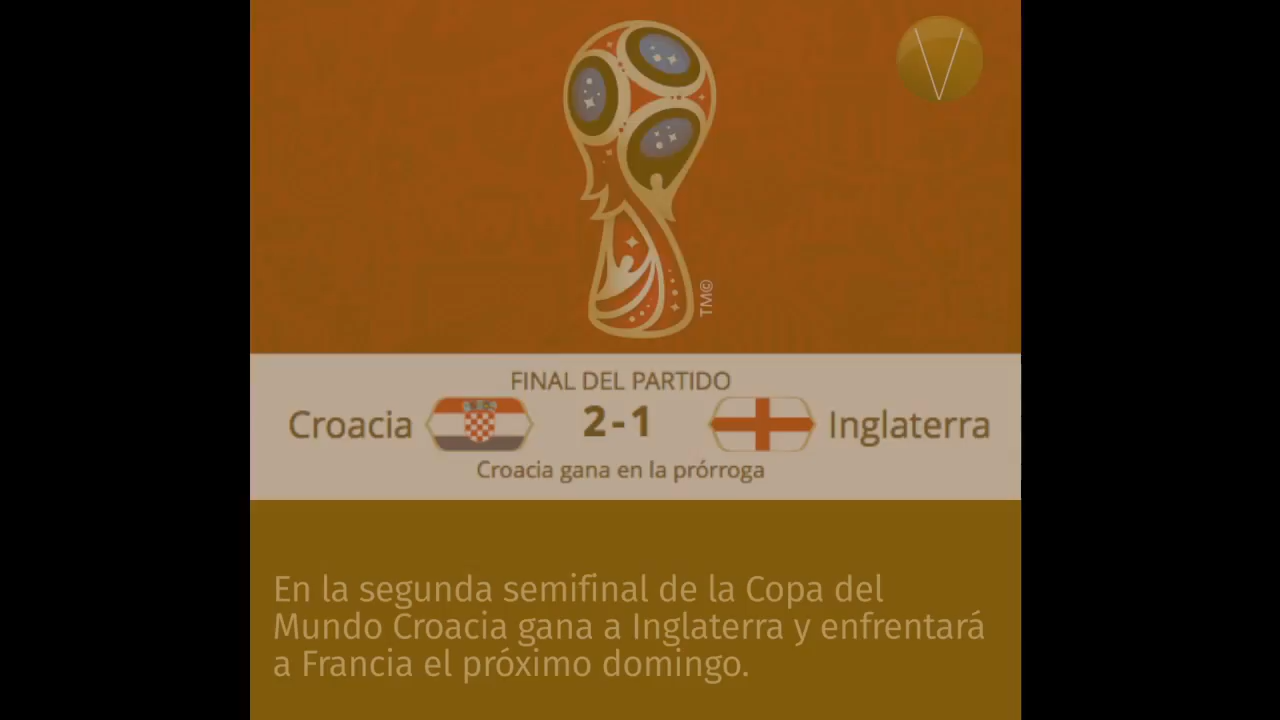 V
TM©
FINAL DEL PARTIDO
Croacia 2-1 Inglaterra
Croacia gana en la prórroga
En la segunda semifinal de la Copa del
Mundo Croacia gana a Inglaterra y enfrentará
a Francia el próximo domingo.